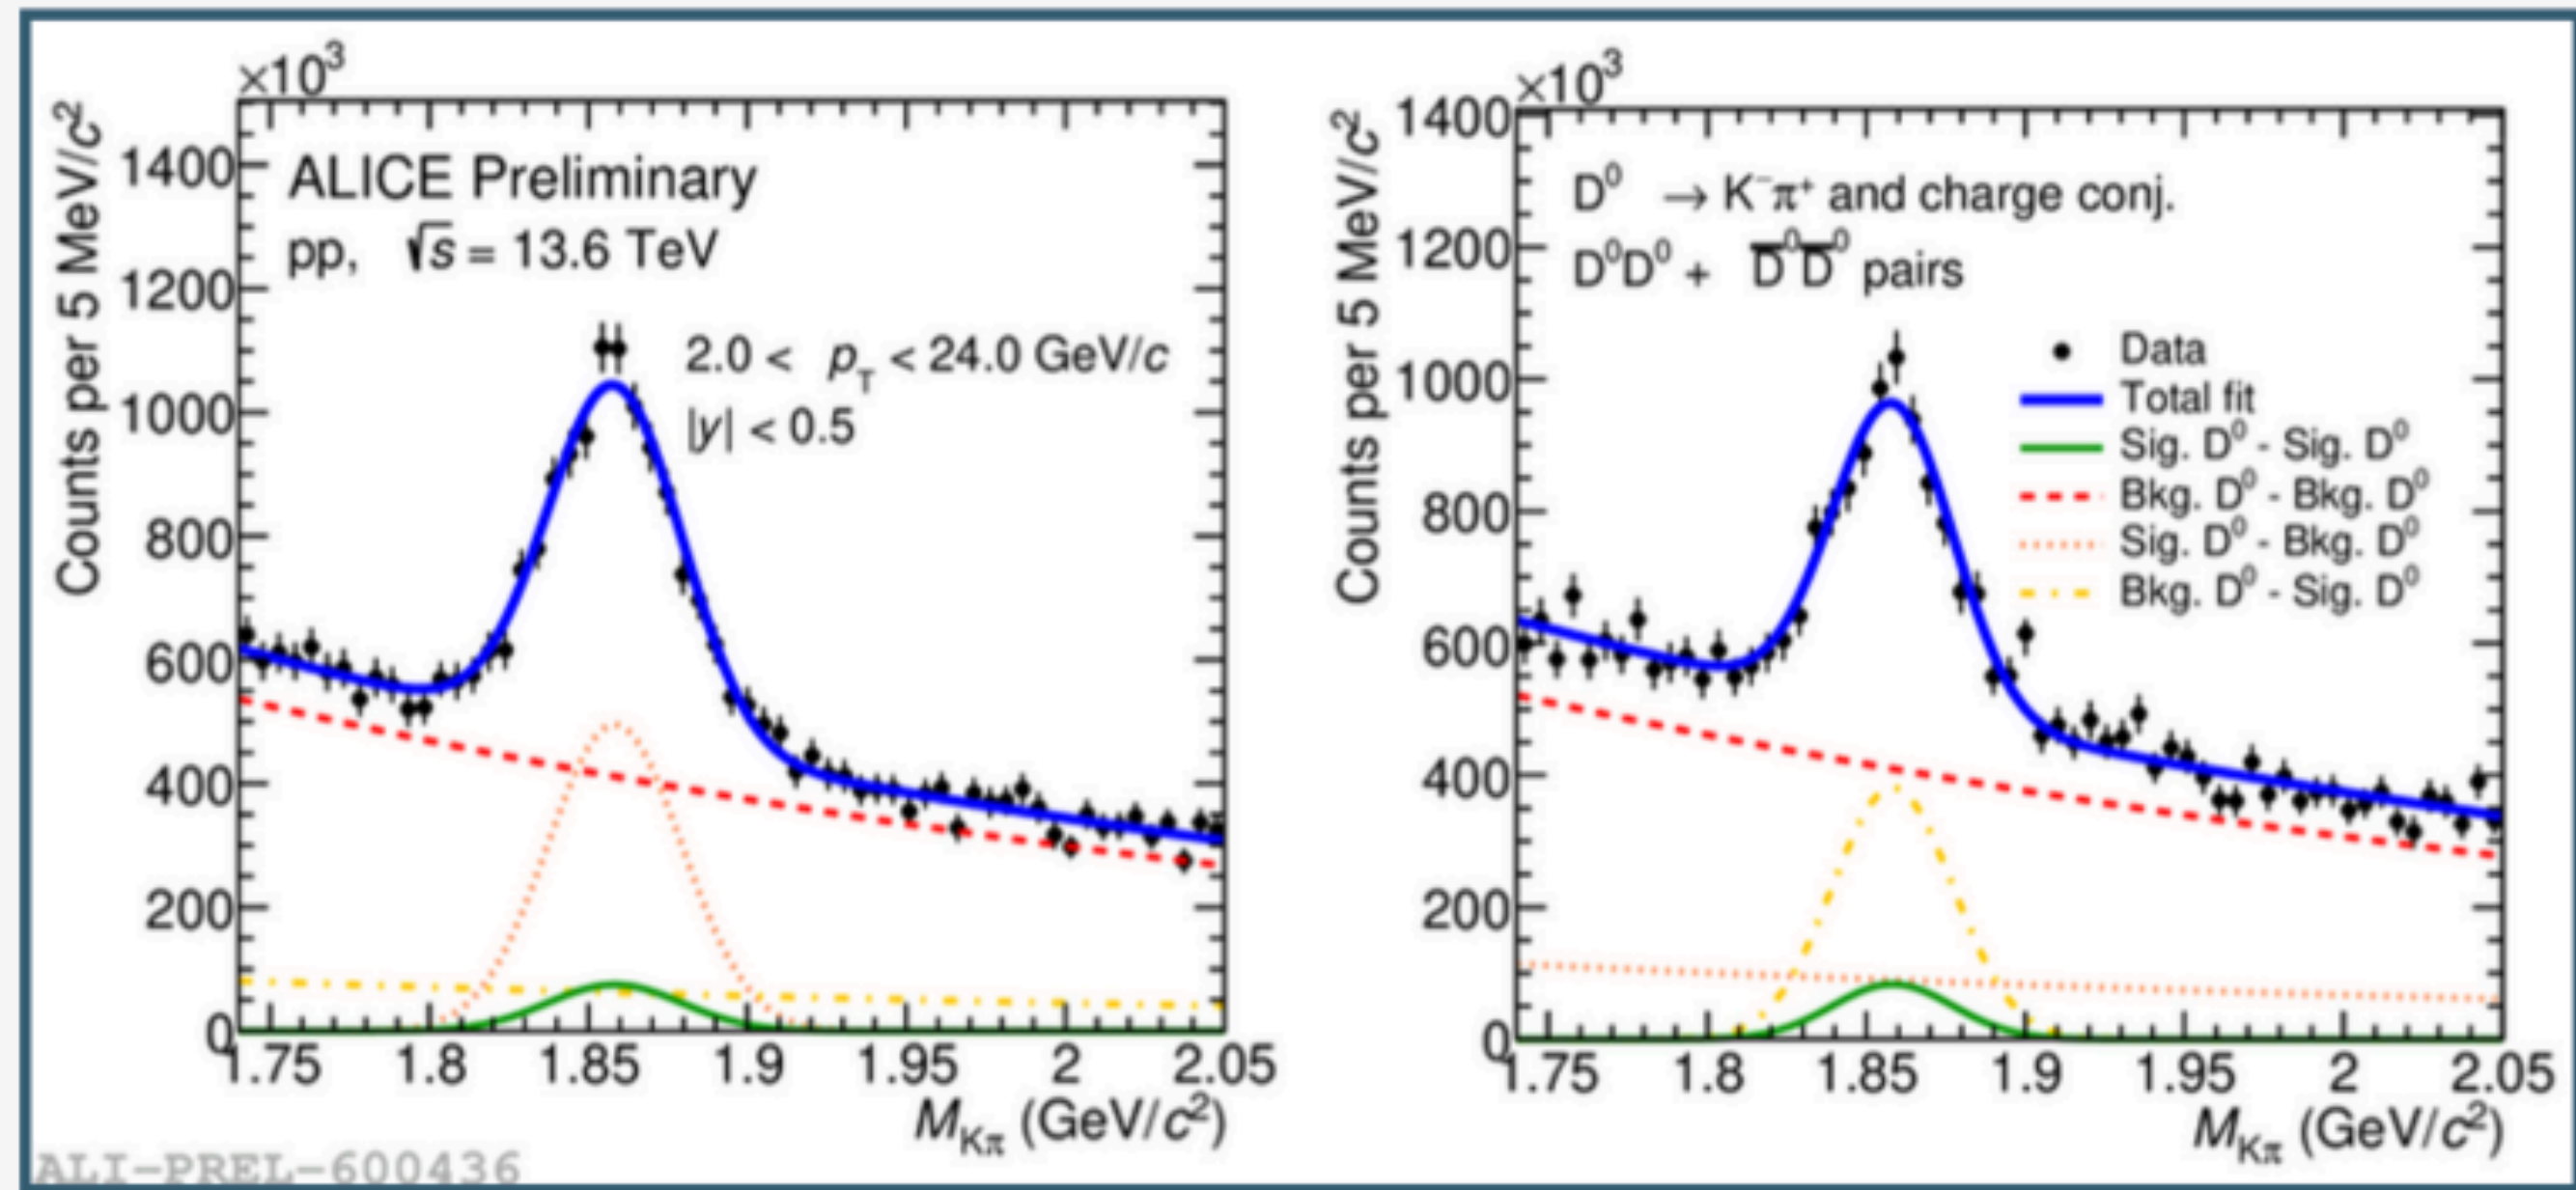 ×10³
Counts per 5 MeV/c²
1400
1200
1000
800
600
400
200
0
ALICE Preliminary
pp, √s = 13.6 TeV
2.0 < p_T < 24.0 GeV/c
|y| < 0.5
1.75 1.8 1.85 1.9 1.95 2 2.05
M_Kπ (GeV/c²)
ALI-PREL-600436
×10³
Counts per 5 MeV/c²
1400
1200
1000
800
600
400
200
0
D⁰ → K⁻π⁺ and charge conj.
D⁰D⁰ + D̅⁰D̅⁰ pairs
Data
Total fit
Sig. D⁰ - Sig. D⁰
Bkg. D⁰ - Bkg. D⁰
Sig. D⁰ - Bkg. D⁰
Bkg. D⁰ - Sig. D⁰
1.75 1.8 1.85 1.9 1.95 2 2.05
M_Kπ (GeV/c²)